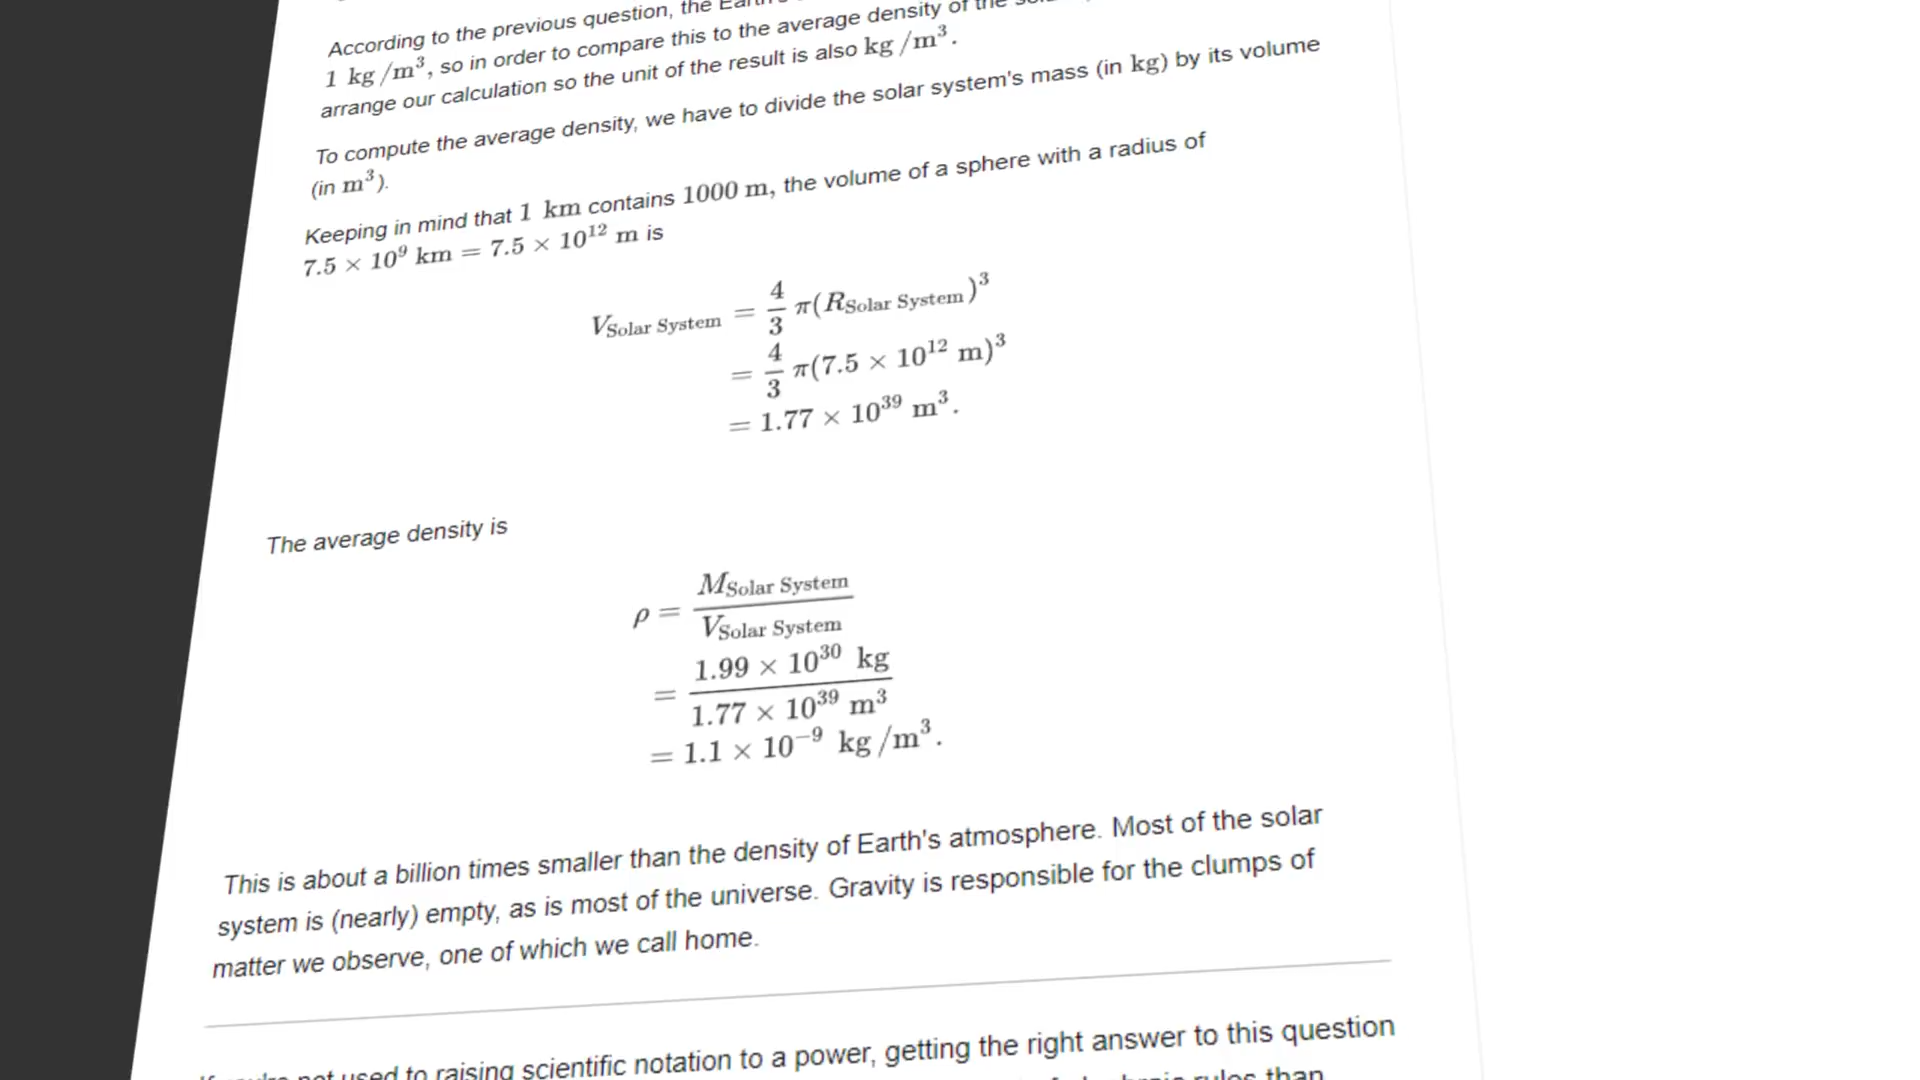 According to the previous question, the
1 kg/m³, so in order to compare this to the average density of the
arrange our calculation so the unit of the result is also kg/m³.
To compute the average density, we have to divide the solar system's mass (in kg) by its volume
(in m³).
Keeping in mind that 1 km contains 1000 m, the volume of a sphere with a radius of
7.5 × 10⁹ km = 7.5 × 10¹² m is
V_Solar System = 4/3 π(R_Solar System)³
= 4/3 π(7.5 × 10¹² m)³
= 1.77 × 10³⁹ m³.
The average density is
ρ = M_Solar System / V_Solar System
= 1.99 × 10³⁰ kg / 1.77 × 10³⁹ m³
= 1.1 × 10⁻⁹ kg/m³.
This is about a billion times smaller than the density of Earth's atmosphere. Most of the solar
system is (nearly) empty, as is most of the universe. Gravity is responsible for the clumps of
matter we observe, one of which we call home.
not used to raising scientific notation to a power, getting the right answer to this question
rules than